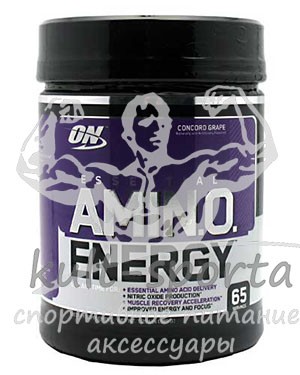 ON
CONCORD GRAPE
ESSENTIAL
AMIN.O.
ENERGY
• ESSENTIAL AMINO ACID DELIVERY
• NITRIC OXIDE PRODUCTION*
• MUSCLE RECOVERY ACCELERATION*
• IMPROVED ENERGY AND FOCUS*
65
спортивное питание
аксессуары